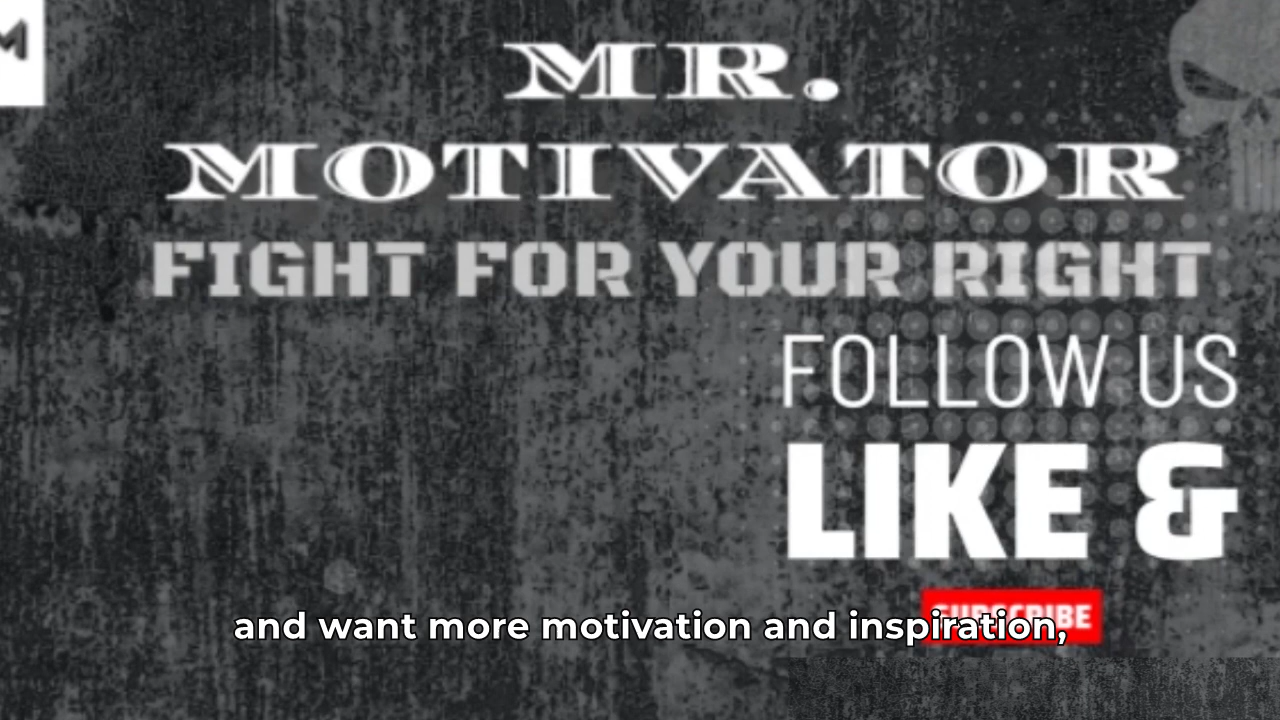 M
MR.
MOTIVATOR
FIGHT FOR YOUR RIGHT
FOLLOW US
LIKE &
SUBSCRIBE
and want more motivation and inspiration,